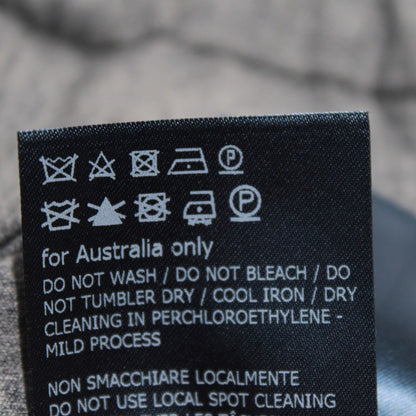 P
P
for Australia only
DO NOT WASH / DO NOT BLEACH / DO
NOT TUMBLER DRY / COOL IRON / DRY
CLEANING IN PERCHLOROETHYLENE -
MILD PROCESS
NON SMACCHIARE LOCALMENTE
DO NOT USE LOCAL SPOT CLEANING